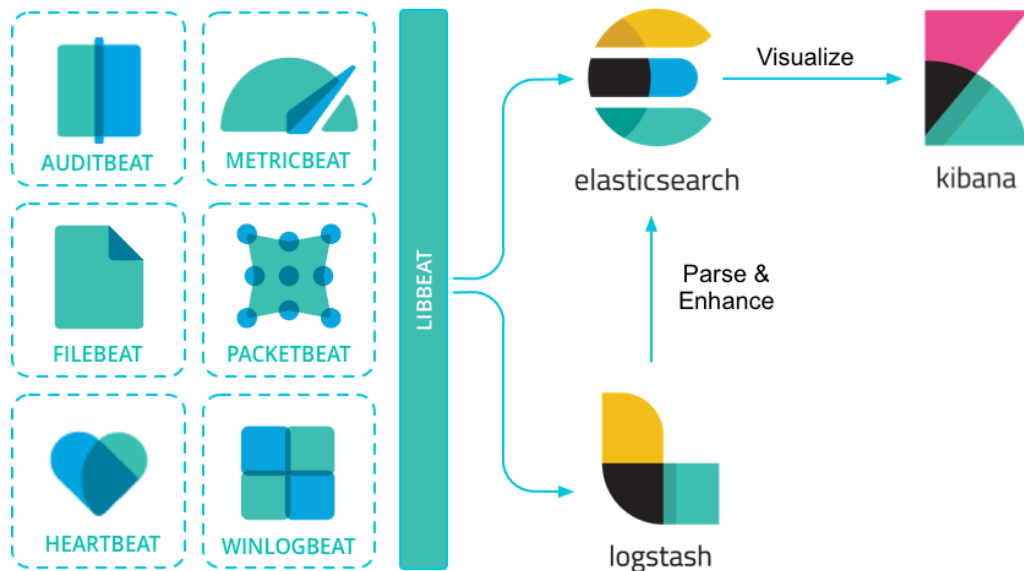 AUDITBEAT
METRICBEAT
FILEBEAT
PACKETBEAT
HEARTBEAT
WINLOGBEAT
LIBBEAT
elasticsearch
Visualize
kibana
Parse &
Enhance
logstash